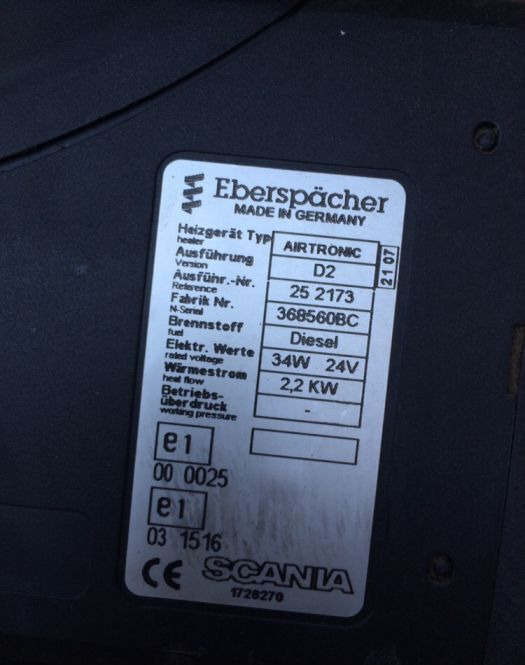 Eberspächer
MADE IN GERMANY
Heizgerät Typ AIRTRONIC
heater
21 07
Ausführung D2
Version
Ausführ.-Nr. 25 2173
Reference
Fabrik Nr. 368560BC
N-Serial
Brennstoff Diesel
fuel
Elektr. Werte 34W 24V
rated voltage
Wärmestrom 2,2 KW
heat flow
Betriebs-
überdruck -
working pressure
e1
00 0025
e1
03 1516
CE SCANIA
1728270